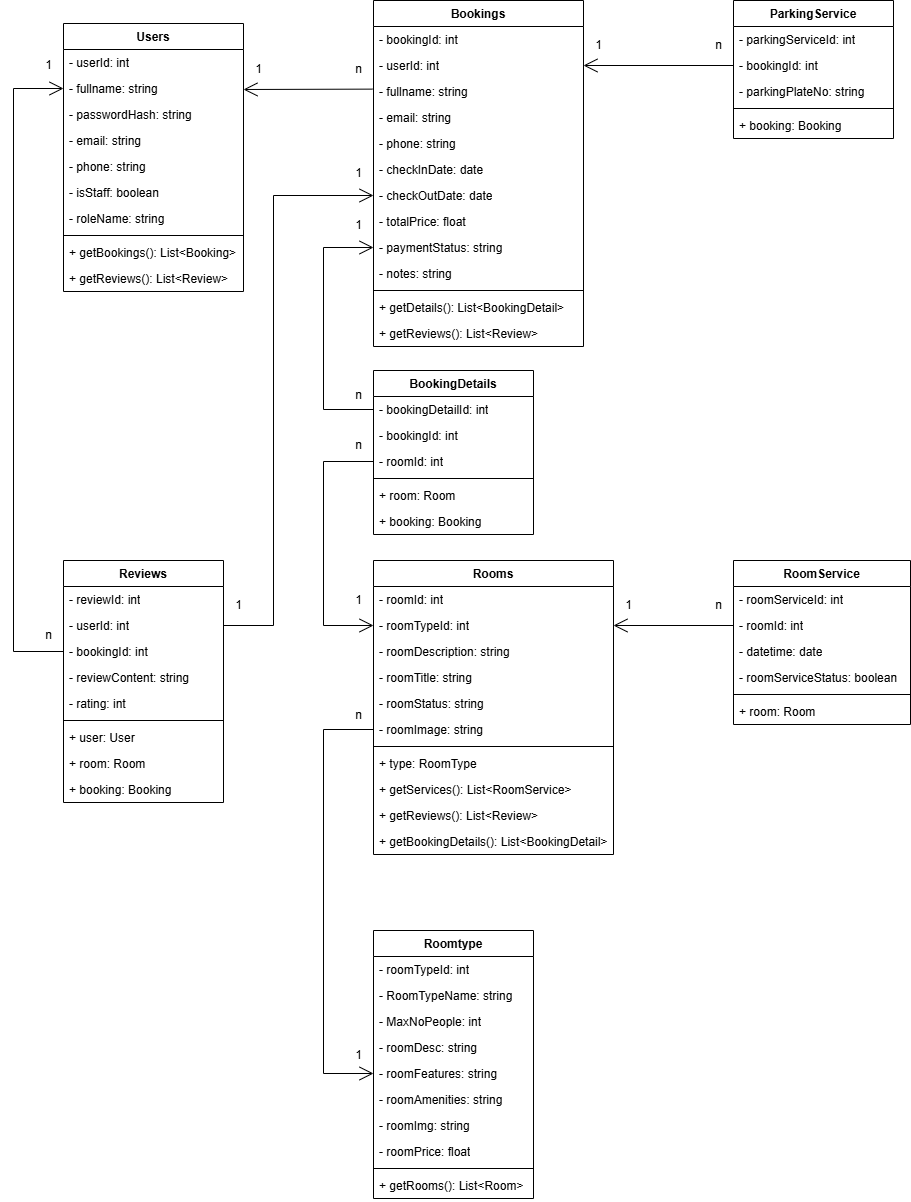 Users
- userId: int
- fullname: string
- passwordHash: string
- email: string
- phone: string
- isStaff: boolean
- roleName: string
+ getBookings(): List<Booking>
+ getReviews(): List<Review>
1
1
n
Bookings
- bookingId: int
- userId: int
- fullname: string
- email: string
- phone: string
- checkInDate: date
- checkOutDate: date
- totalPrice: float
- paymentStatus: string
- notes: string
+ getDetails(): List<BookingDetail>
+ getReviews(): List<Review>
1
n
1
1
ParkingService
- parkingServiceId: int
- bookingId: int
- parkingPlateNo: string
+ booking: Booking
BookingDetails
- bookingDetailId: int
- bookingId: int
- roomId: int
+ room: Room
+ booking: Booking
n
n
Reviews
- reviewId: int
- userId: int
- bookingId: int
- reviewContent: string
- rating: int
+ user: User
+ room: Room
+ booking: Booking
n
1
1
Rooms
- roomId: int
- roomTypeId: int
- roomDescription: string
- roomTitle: string
- roomStatus: string
- roomImage: string
+ type: RoomType
+ getServices(): List<RoomService>
+ getReviews(): List<Review>
+ getBookingDetails(): List<BookingDetail>
1
n
n
RoomService
- roomServiceId: int
- roomId: int
- datetime: date
- roomServiceStatus: boolean
+ room: Room
1
Roomtype
- roomTypeId: int
- RoomTypeName: string
- MaxNoPeople: int
- roomDesc: string
- roomFeatures: string
- roomAmenities: string
- roomImg: string
- roomPrice: float
+ getRooms(): List<Room>